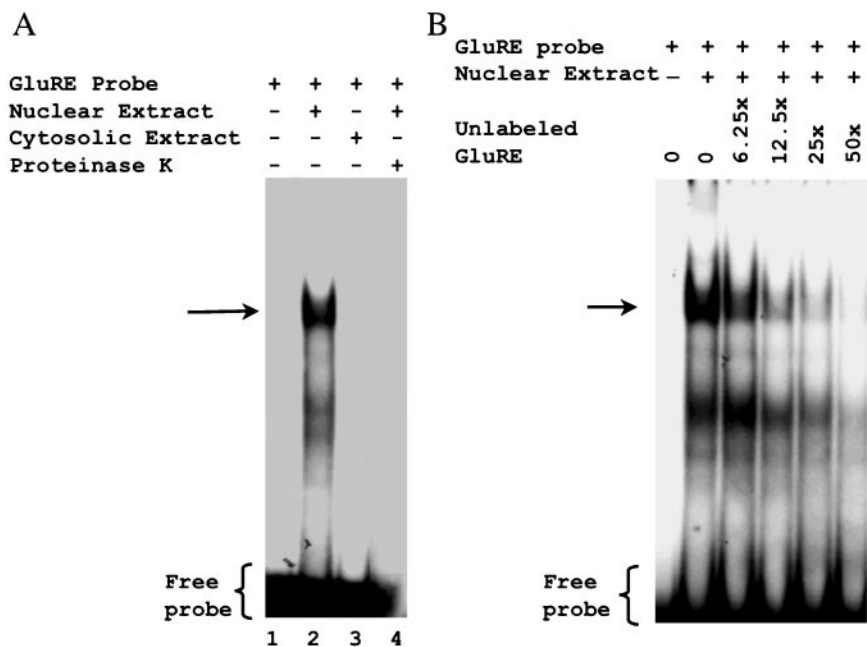 A
GluRE Probe + + + +
Nuclear Extract - + - +
Cytosolic Extract - - + -
Proteinase K - - - +
Free
probe
1 2 3 4
B
GluRE probe + + + + + +
Nuclear Extract - + + + + +
Unlabeled
GluRE 0 0 6.25x 12.5x 25x 50x
Free
probe